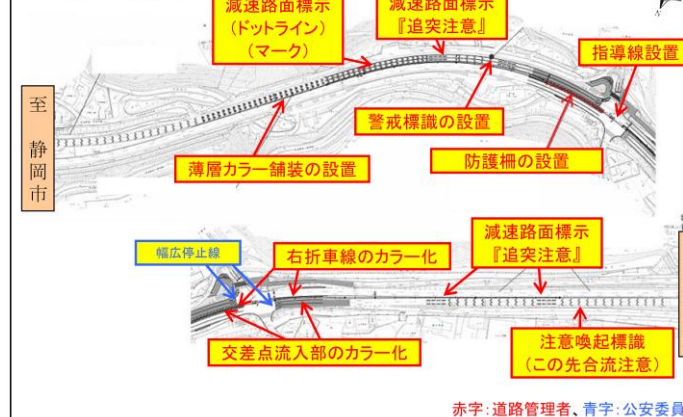 減速路面標示
(ドットライン)
(マーク)
減速路面標示
『追突注意』
指導線設置
至 静岡市
警戒標識の設置
薄層カラー舗装の設置
防護柵の設置
幅広停止線
右折車線のカラー化
減速路面標示
『追突注意』
交差点流入部のカラー化
注意喚起標識
(この先合流注意)
赤字:道路管理者、青字:公安委員